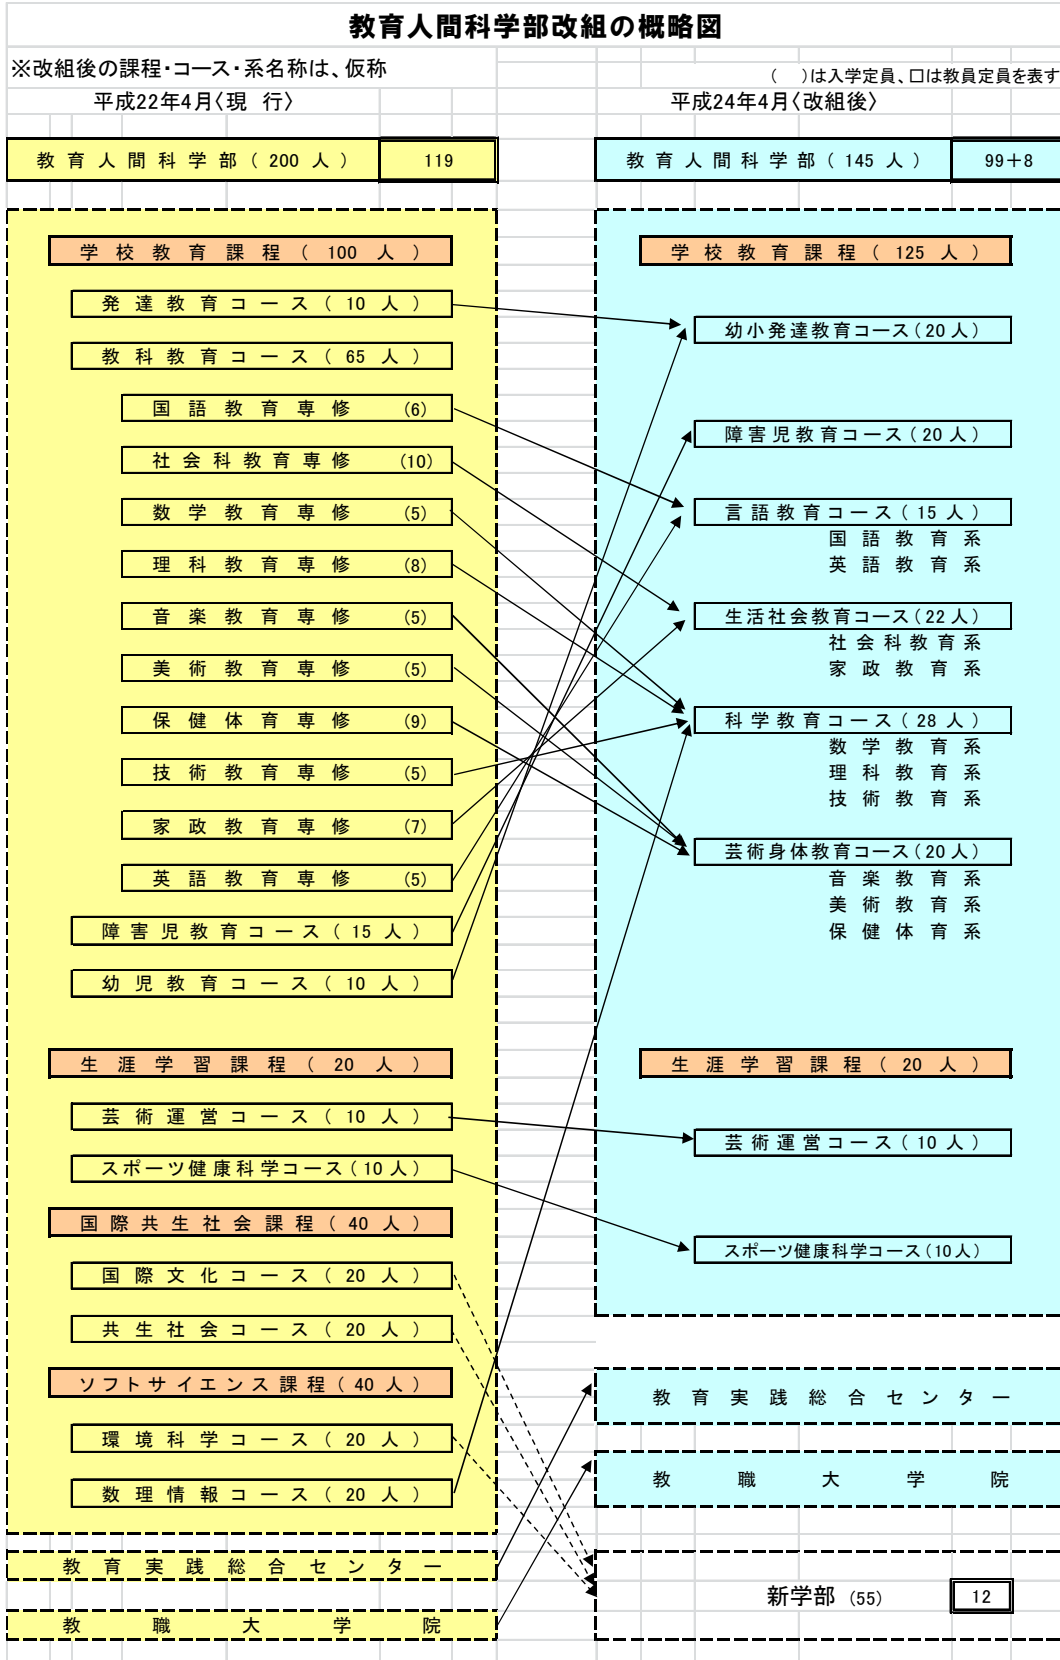 教育人間科学部改組の概略図
※改組後の課程・コース・系名称は、仮称
（　）は入学定員、口は教員定員を表す
平成22年4月〈現　行〉
教育人間科学部（200人）
119
学校教育課程（100人）
発達教育コース（10人）
教科教育コース（65人）
国語教育専修　(6)
社会科教育専修　(10)
数学教育専修　(5)
理科教育専修　(8)
音楽教育専修　(5)
美術教育専修　(5)
保健体育専修　(9)
技術教育専修　(5)
家政教育専修　(7)
英語教育専修　(5)
障害児教育コース（15人）
幼児教育コース（10人）
生涯学習課程（20人）
芸術運営コース（10人）
スポーツ健康科学コース（10人）
国際共生社会課程（40人）
国際文化コース（20人）
共生社会コース（20人）
ソフトサイエンス課程（40人）
環境科学コース（20人）
数理情報コース（20人）
教育実践総合センター
教職大学院
平成24年4月〈改組後〉
教育人間科学部（145人）
99＋8
学校教育課程（125人）
幼小発達教育コース（20人）
障害児教育コース（20人）
言語教育コース（15人）
国語教育系
英語教育系
生活社会教育コース（22人）
社会科教育系
家政教育系
科学教育コース（28人）
数学教育系
理科教育系
技術教育系
芸術身体教育コース（20人）
音楽教育系
美術教育系
保健体育系
生涯学習課程（20人）
芸術運営コース（10人）
スポーツ健康科学コース（10人）
教育実践総合センター
教職大学院
新学部 (55)
12